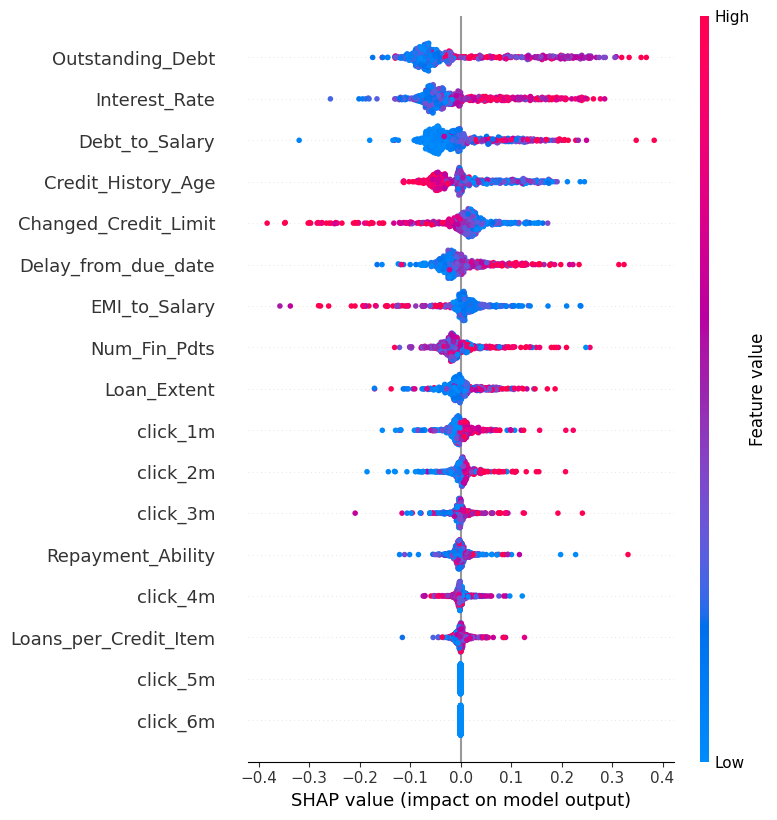 High
Outstanding_Debt
Interest_Rate
Debt_to_Salary
Credit_History_Age
Changed_Credit_Limit
Delay_from_due_date
EMI_to_Salary
Num_Fin_Pdts
Loan_Extent
click_1m
click_2m
click_3m
Repayment_Ability
click_4m
Loans_per_Credit_Item
click_5m
click_6m
Feature value
Low
−0.4 −0.3 −0.2 −0.1 0.0 0.1 0.2 0.3 0.4
SHAP value (impact on model output)